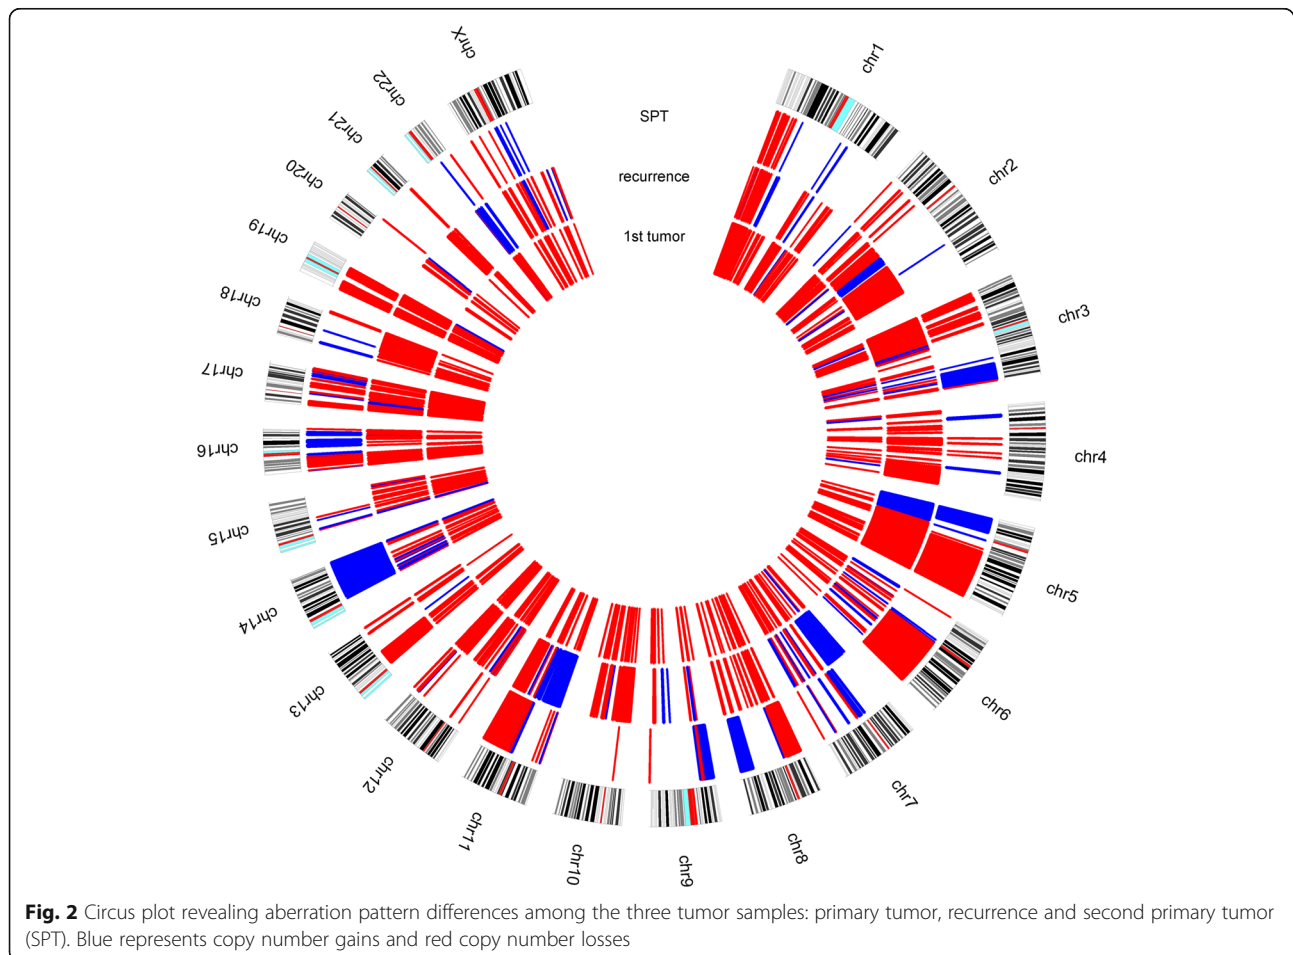 chr1
chr2
chr3
chr4
chr5
chr6
chr7
chr8
chr9
chr10
chr11
chr12
chr13
chr14
chr15
chr16
chr17
chr18
chr19
chr20
chr21
chr22
chrX
SPT
recurrence
1st tumor
Fig. 2 Circus plot revealing aberration pattern differences among the three tumor samples: primary tumor, recurrence and second primary tumor
(SPT). Blue represents copy number gains and red copy number losses